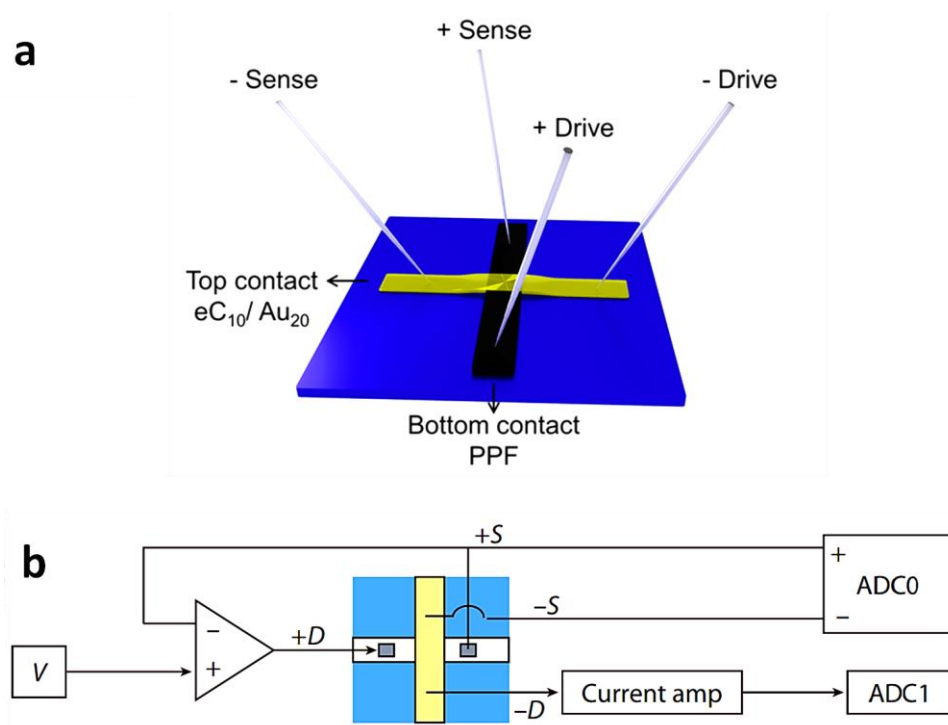 a
+ Sense
- Sense
- Drive
+ Drive
Top contact
eC₁₀/ Au₂₀
Bottom contact
PPF
b
+S
+
ADC0
-
–S
-
+D
+
V
Current amp
ADC1
–D